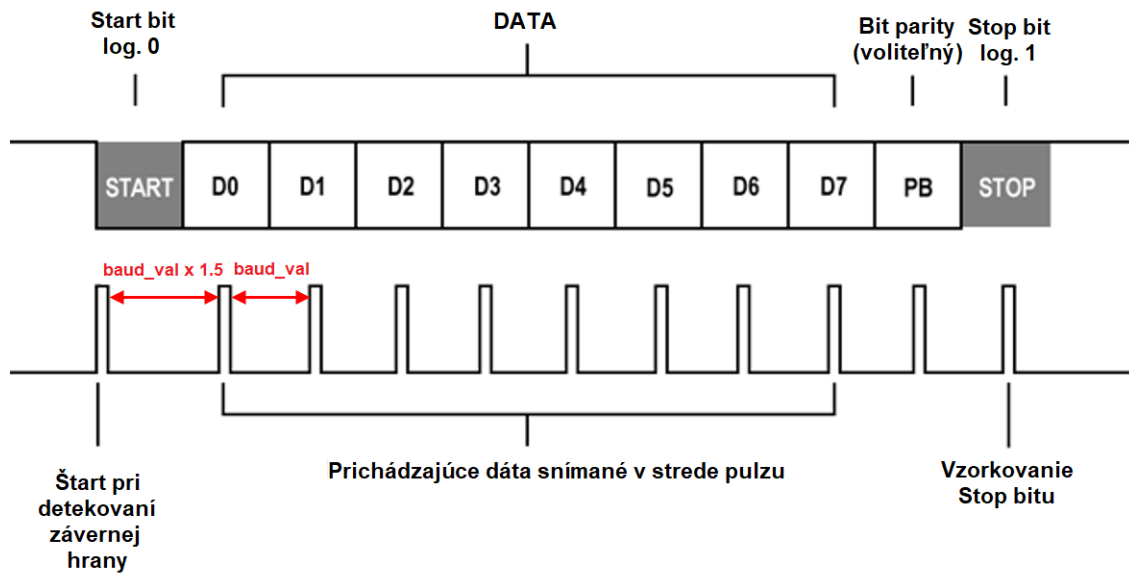 Start bit
log. 0
DATA
Bit parity
(voliteľný)
Stop bit
log. 1
START D0 D1 D2 D3 D4 D5 D6 D7 PB STOP
baud_val x 1.5 baud_val
Štart pri
detekovaní
závernej
hrany
Prichádzajúce dáta snímané v strede pulzu
Vzorkovanie
Stop bitu